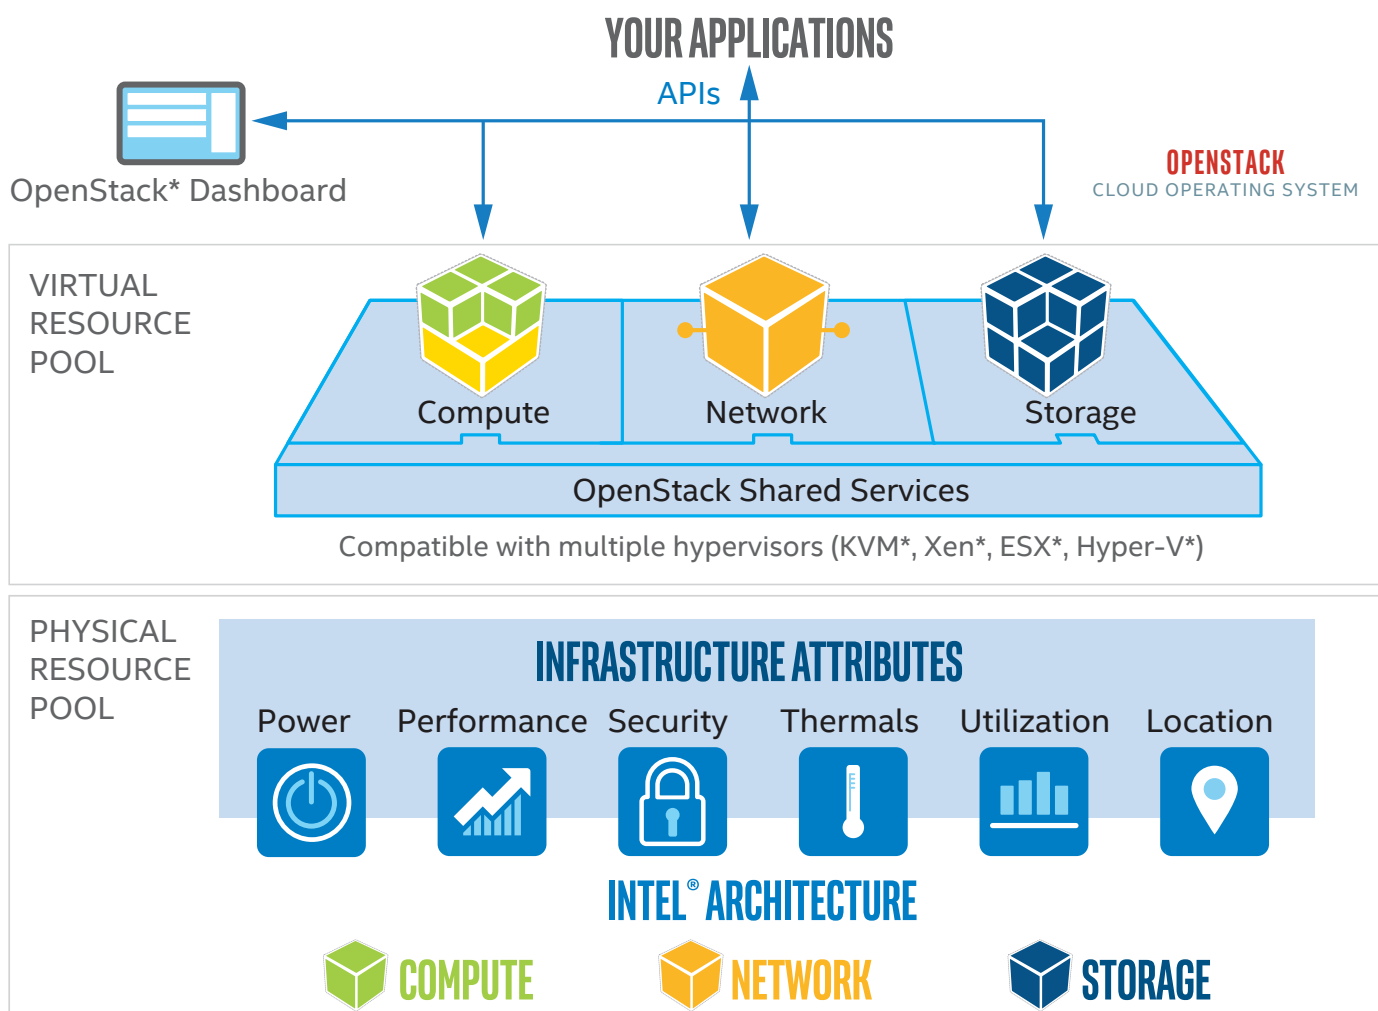 YOUR APPLICATIONS
APIs
OpenStack* Dashboard
OPENSTACK
CLOUD OPERATING SYSTEM
VIRTUAL
RESOURCE
POOL
Compute
Network
Storage
OpenStack Shared Services
Compatible with multiple hypervisors (KVM*, Xen*, ESX*, Hyper-V*)
PHYSICAL
RESOURCE
POOL
INFRASTRUCTURE ATTRIBUTES
Power
Performance
Security
Thermals
Utilization
Location
INTEL® ARCHITECTURE
COMPUTE
NETWORK
STORAGE